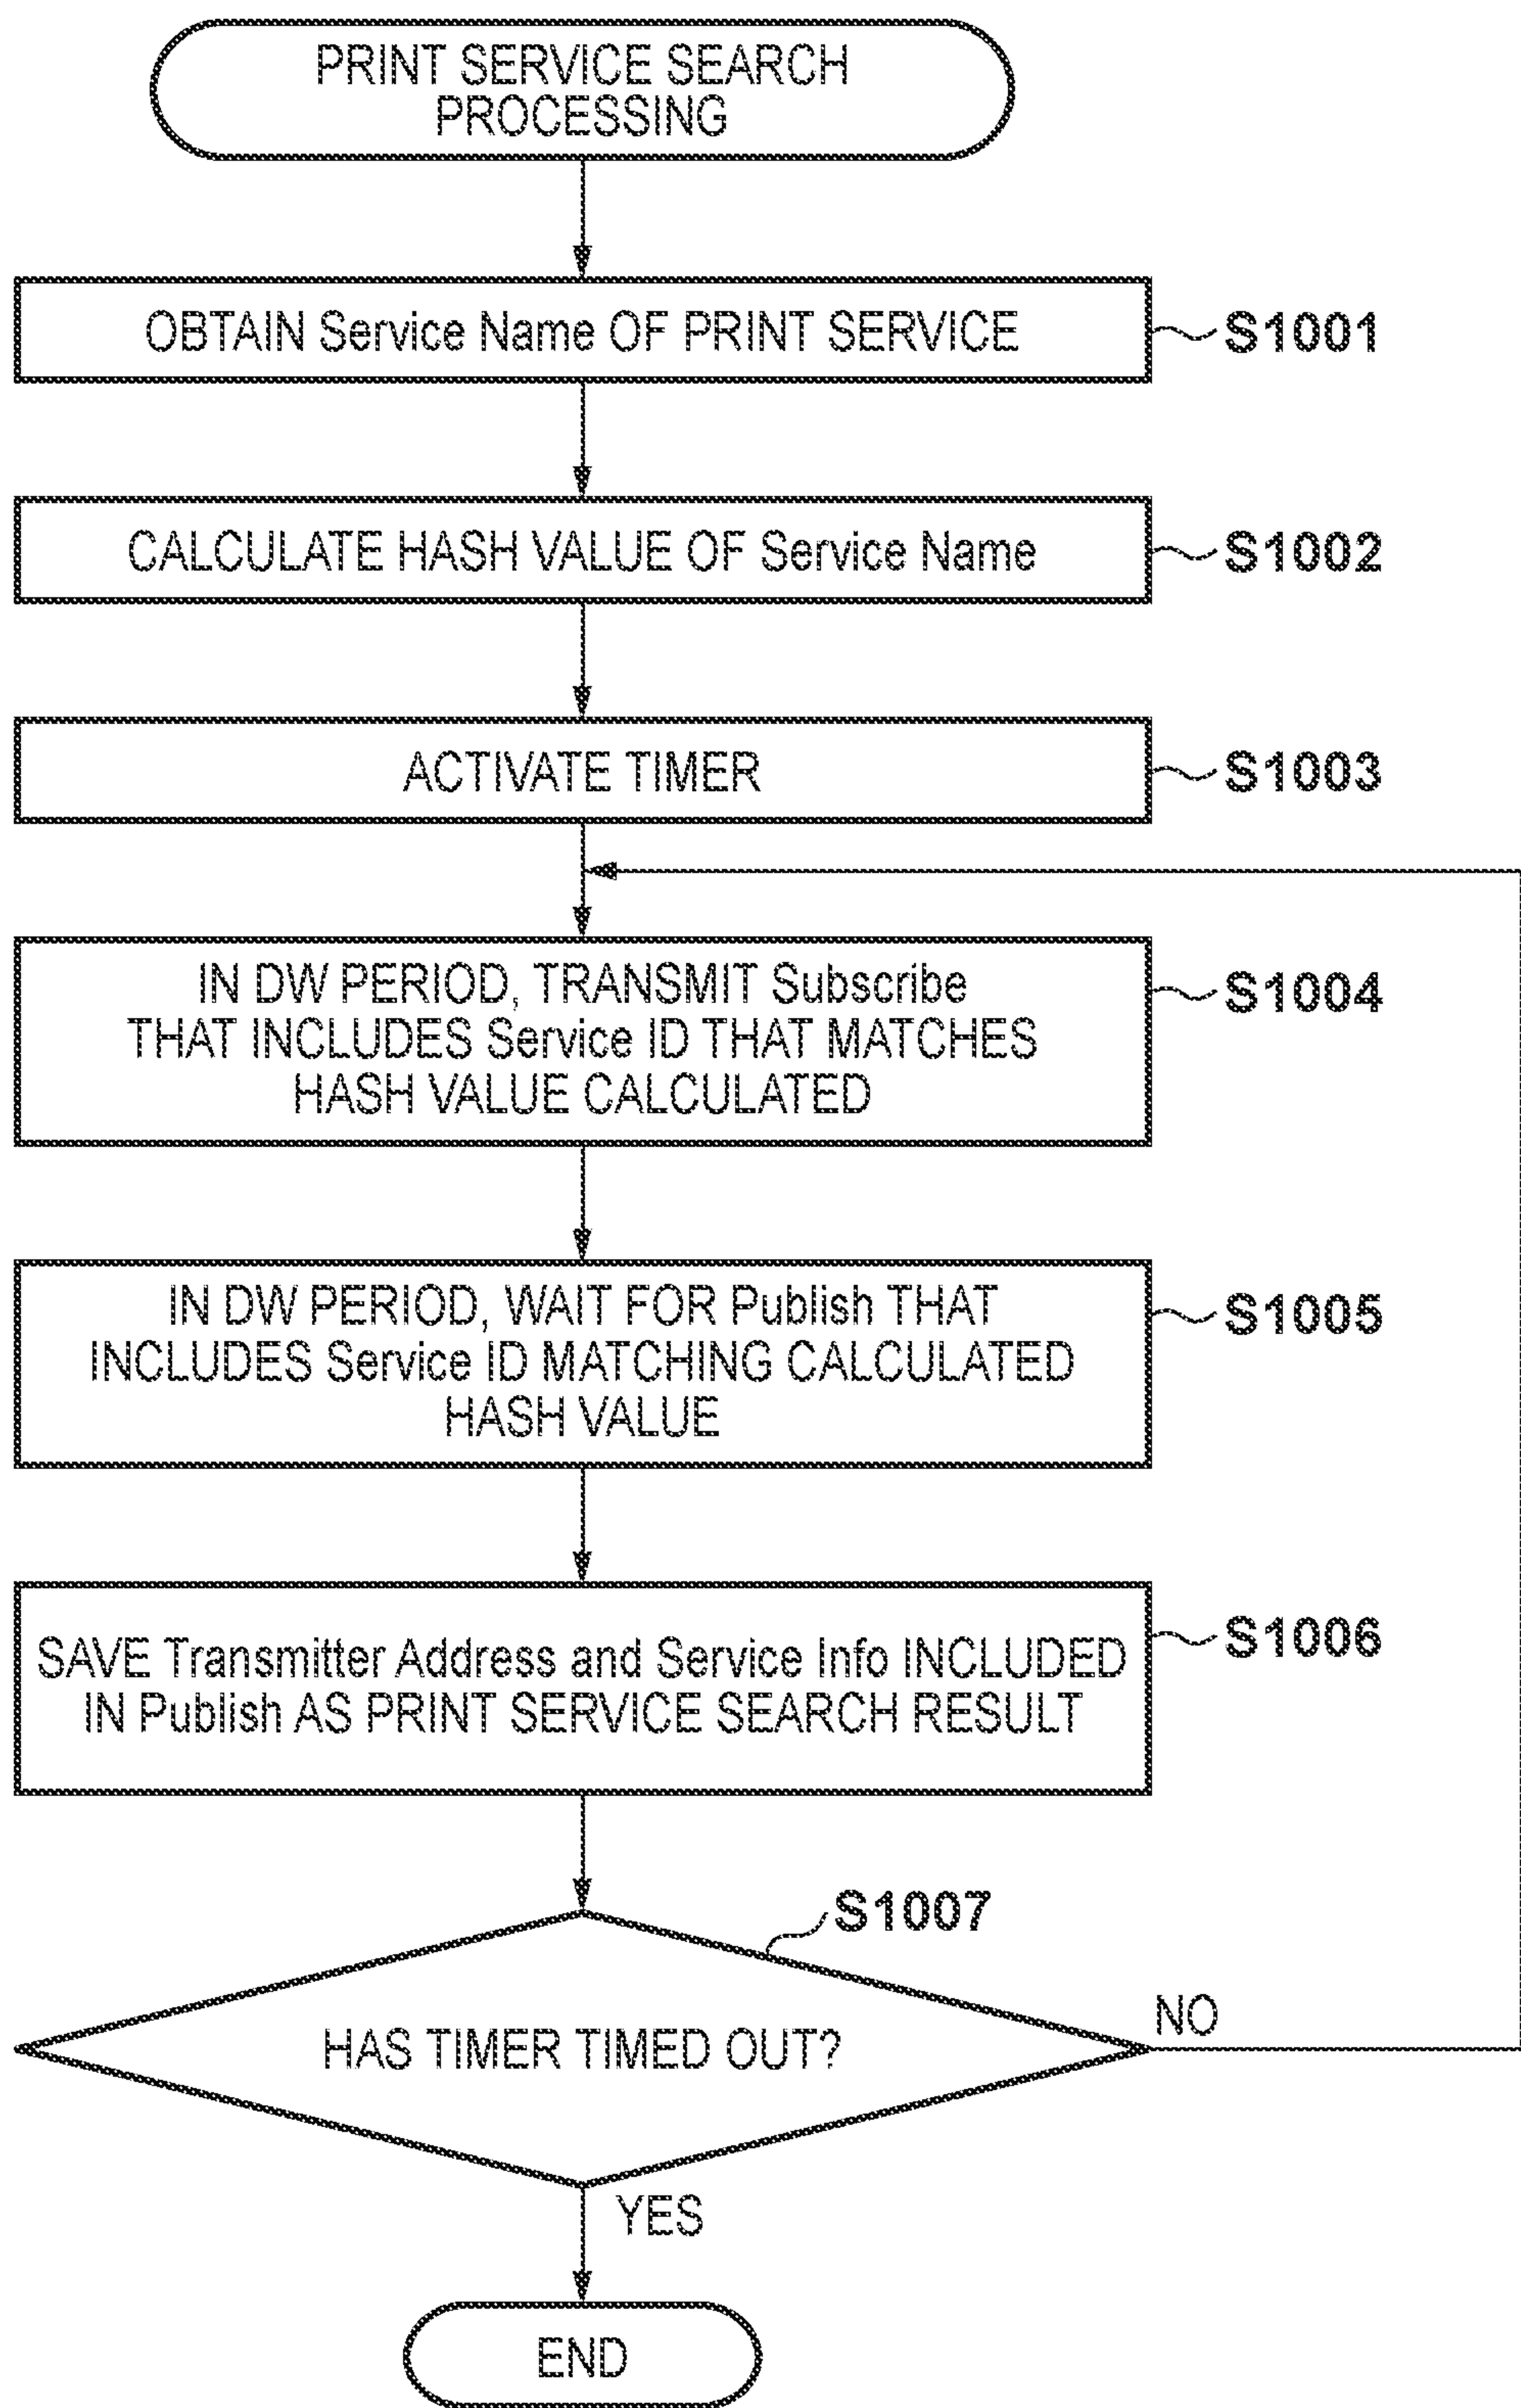 PRINT SERVICE SEARCH
PROCESSING
OBTAIN Service Name OF PRINT SERVICE
S1001
CALCULATE HASH VALUE OF Service Name
S1002
ACTIVATE TIMER
S1003
IN DW PERIOD, TRANSMIT Subscribe
THAT INCLUDES Service ID THAT MATCHES
HASH VALUE CALCULATED
S1004
IN DW PERIOD, WAIT FOR Publish THAT
INCLUDES Service ID MATCHING CALCULATED
HASH VALUE
S1005
SAVE Transmitter Address and Service Info INCLUDED
IN Publish AS PRINT SERVICE SEARCH RESULT
S1006
S1007
HAS TIMER TIMED OUT?
NO
YES
END